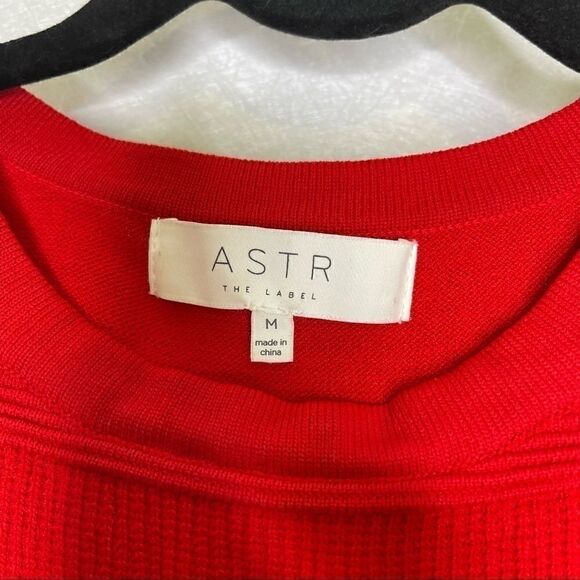 ASTR
THE LABEL
M
made in
china